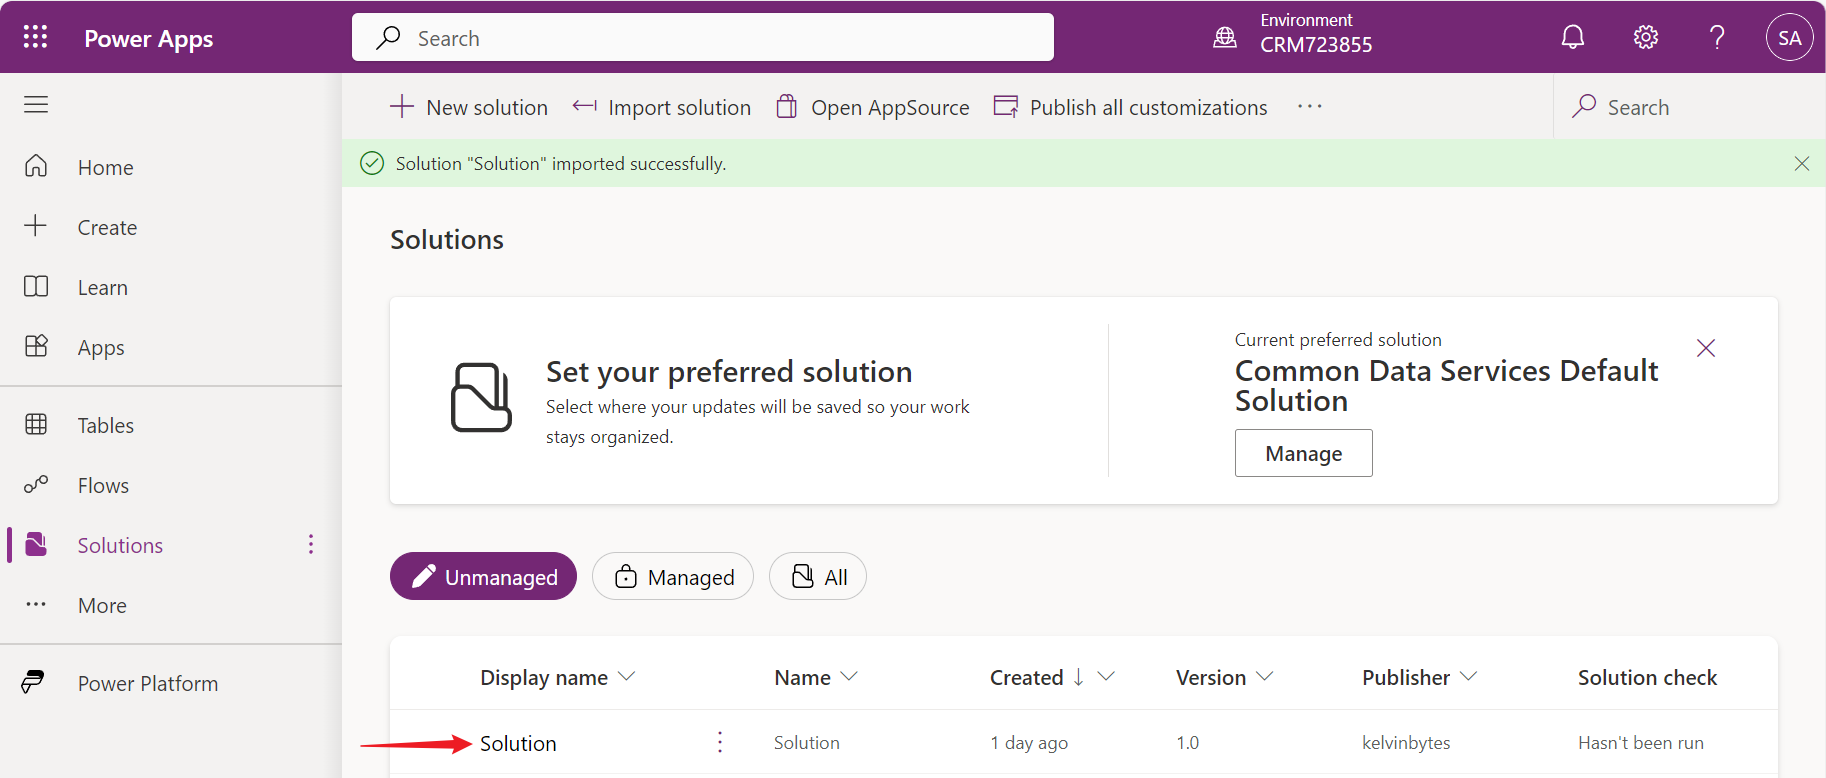 Power Apps
Search
Environment
CRM723855
SA
New solution
Import solution
Open AppSource
Publish all customizations
Search
Home
Create
Learn
Apps
Tables
Flows
Solutions
More
Power Platform
Solution "Solution" imported successfully.
Solutions
Set your preferred solution
Select where your updates will be saved so your work
stays organized.
Current preferred solution
Common Data Services Default
Solution
Manage
Unmanaged
Managed
All
Display name Name Created Version Publisher Solution check
Solution Solution 1 day ago 1.0 kelvinbytes Hasn't been run